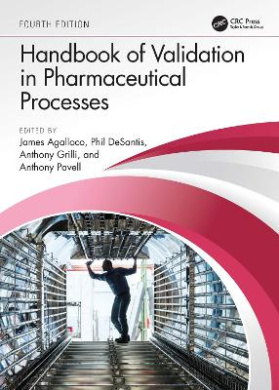 FOURTH EDITION
CRC Press
Taylor & Francis Group
Handbook of Validation
in Pharmaceutical
Processes
EDITED BY
James Agalloco, Phil DeSantis,
Anthony Grilli, and
Anthony Pavell